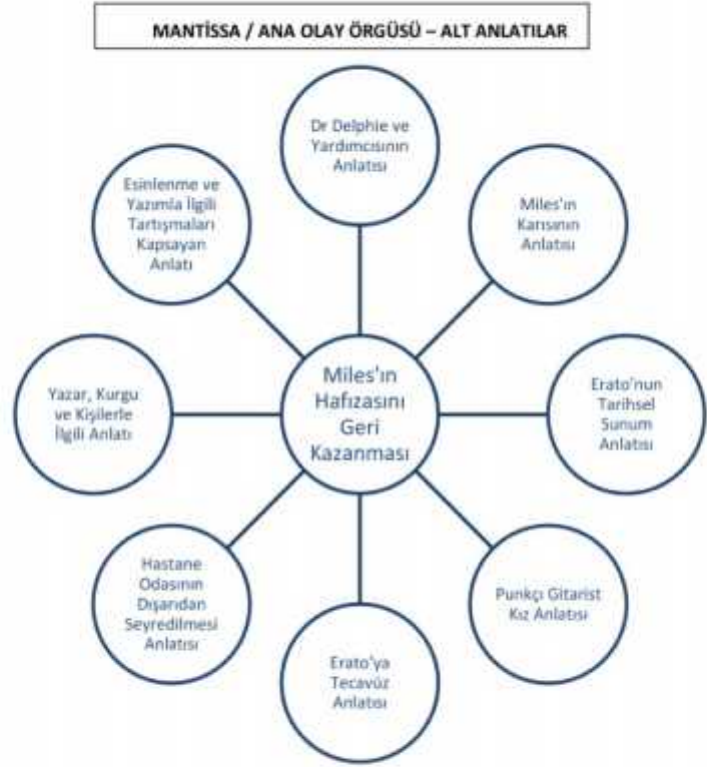 MANTİSSA / ANA OLAY ÖRGÜSÜ – ALT ANLATILAR
Dr Delphie ve
Yardımcısının
Anlatısı
Miles'ın
Karısının
Anlatısı
Erato'nun
Tarihsel
Sunum
Anlatısı
Punkçı Gitarist
Kız Anlatısı
Erato'ya
Tecavüz
Anlatısı
Hastane
Odasının
Dışarıdan
Seyredilmesi
Anlatısı
Yazar, Kurgu
ve Kişilerle
İlgili Anlatı
Esinlenme ve
Yazımla İlgili
Tartışmaları
Kapsayan
Anlatı
Miles'ın
Hafızasını
Geri
Kazanması